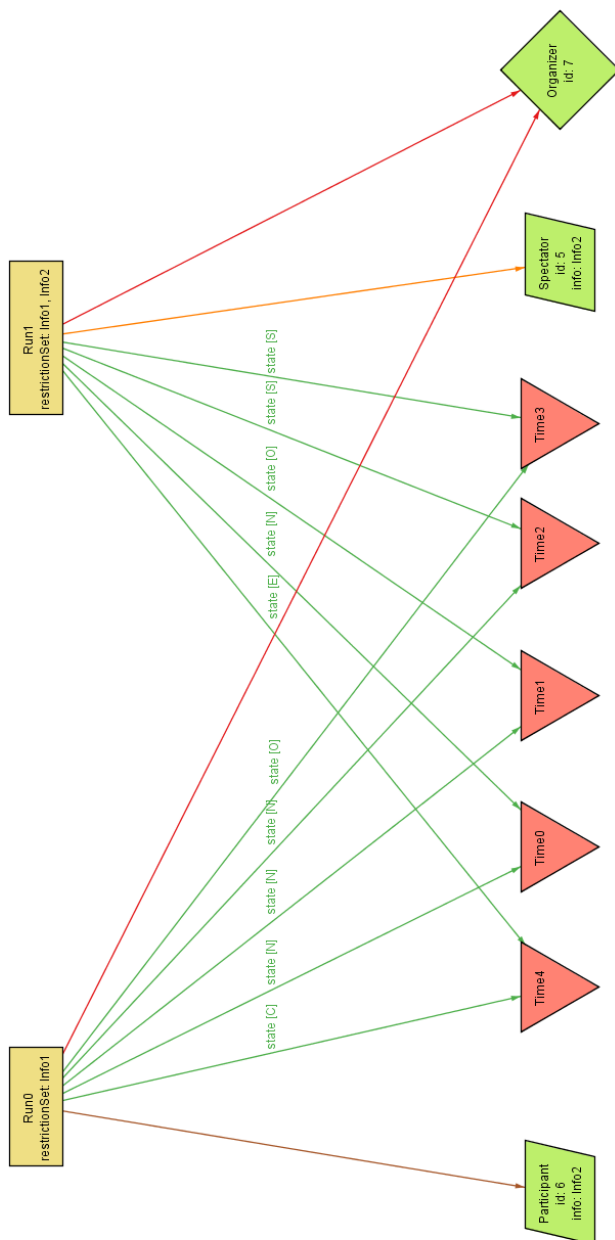 Run0
restrictionSet: Info1
Run1
restrictionSet: Info1, Info2
state [C]
state [N]
state [N]
state [N]
state [O]
state [E]
state [N]
state [O]
state [S]
state [S]
Participant
id: 6
info: Info2
Time4
Time0
Time1
Time2
Time3
Spectator
id: 5
info: Info2
Organizer
id: 7